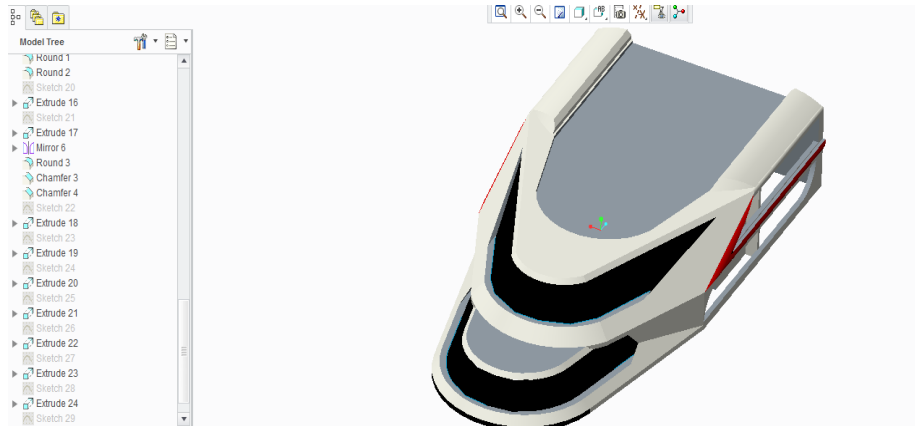 Model Tree
Round 1
Round 2
Sketch 20
Extrude 16
Sketch 21
Extrude 17
Mirror 6
Round 3
Chamfer 3
Chamfer 4
Sketch 22
Extrude 18
Sketch 23
Extrude 19
Sketch 24
Extrude 20
Sketch 25
Extrude 21
Sketch 26
Extrude 22
Sketch 27
Extrude 23
Sketch 28
Extrude 24
Sketch 29